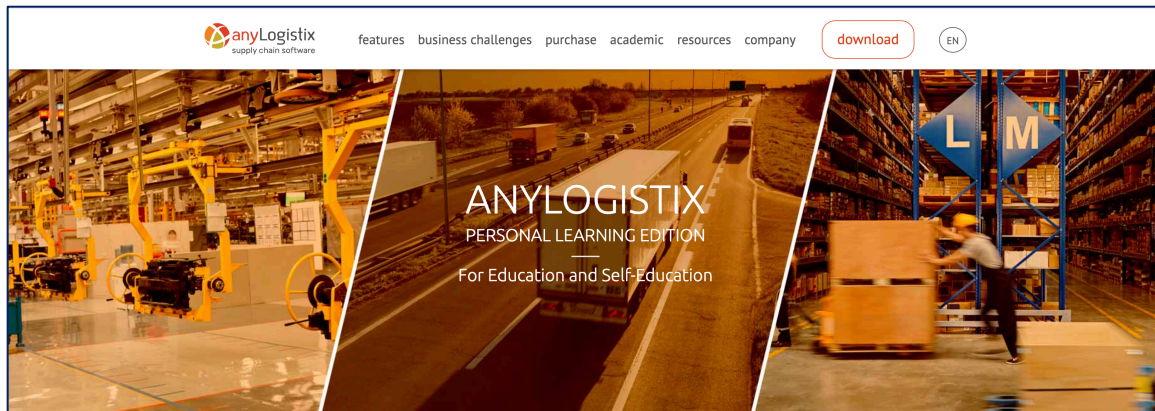 anyLogistix
supply chain software
features business challenges purchase academic resources company download EN
ANYLOGISTIX
PERSONAL LEARNING EDITION
For Education and Self-Education
L M